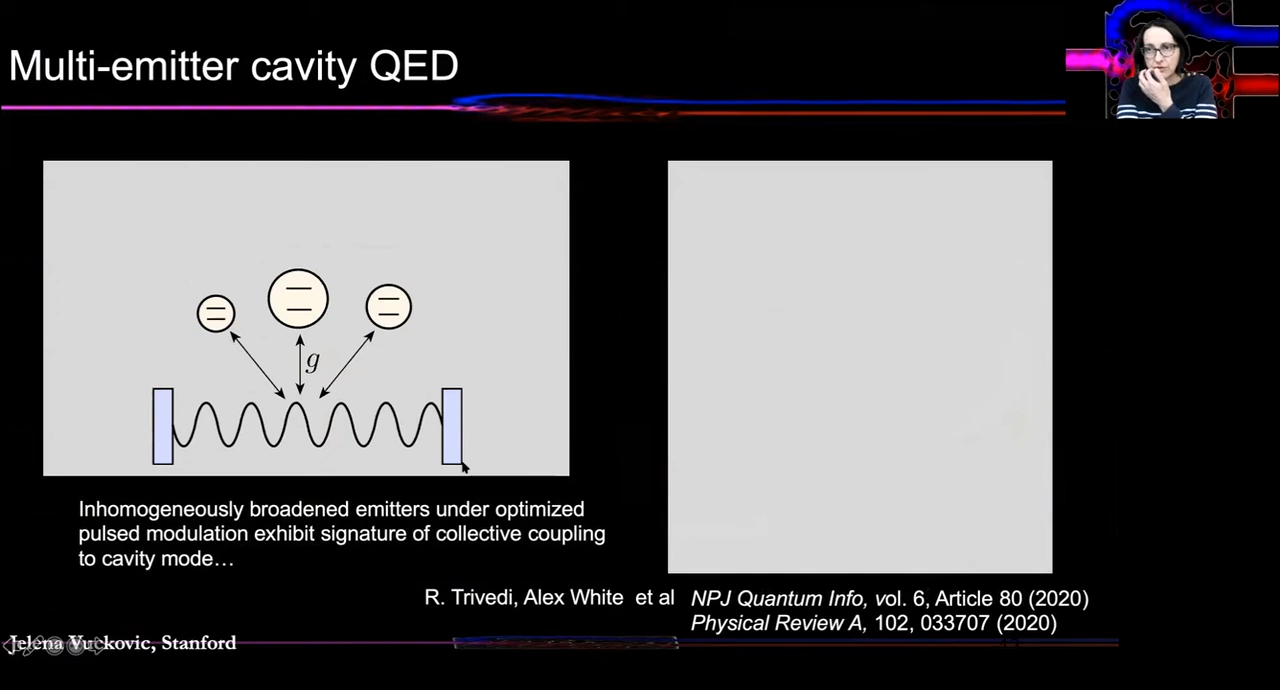 Multi-emitter cavity QED
g
Inhomogeneously broadened emitters under optimized
pulsed modulation exhibit signature of collective coupling
to cavity mode…
R. Trivedi, Alex White et al NPJ Quantum Info, vol. 6, Article 80 (2020)
Physical Review A, 102, 033707 (2020)
Jelena Vuckovic, Stanford